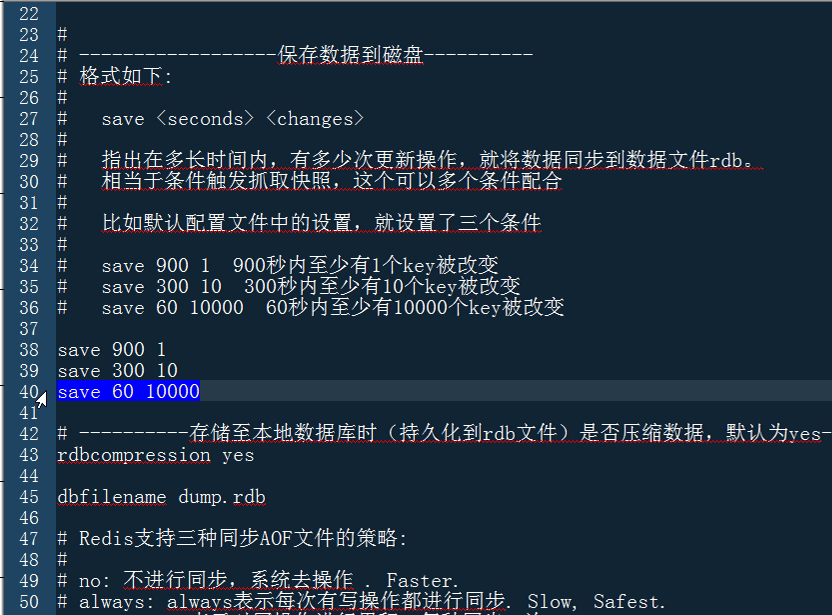 22
23 #
24 # ------------------保存数据到磁盘----------
25 # 格式如下:
26 #
27 #   save <seconds> <changes>
28 #
29 #   指出在多长时间内，有多少次更新操作，就将数据同步到数据文件rdb。
30 #   相当于条件触发抓取快照，这个可以多个条件配合
31 #
32 #   比如默认配置文件中的设置，就设置了三个条件
33 #
34 #   save 900 1  900秒内至少有1个key被改变
35 #   save 300 10  300秒内至少有10个key被改变
36 #   save 60 10000  60秒内至少有10000个key被改变
37
38 save 900 1
39 save 300 10
40 save 60 10000
41
42 # ----------存储至本地数据库时（持久化到rdb文件）是否压缩数据，默认为yes-
43 rdbcompression yes
44
45 dbfilename dump.rdb
46
47 # Redis支持三种同步AOF文件的策略:
48 #
49 # no: 不进行同步，系统去操作 . Faster.
50 # always: always表示每次有写操作都进行同步. Slow, Safest.